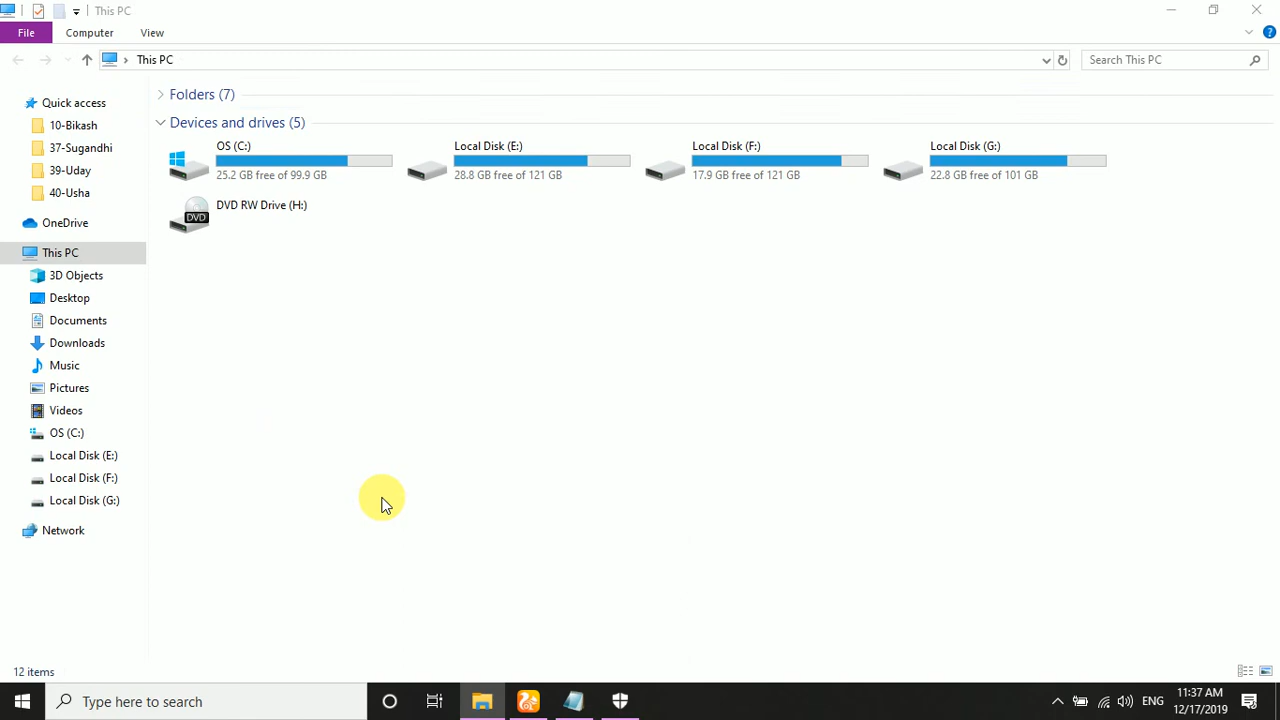 This PC
File
Computer
View
This PC
Search This PC
Quick access
10-Bikash
37-Sugandhi
39-Uday
40-Usha
OneDrive
This PC
3D Objects
Desktop
Documents
Downloads
Music
Pictures
Videos
OS (C:)
Local Disk (E:)
Local Disk (F:)
Local Disk (G:)
Network
Folders (7)
Devices and drives (5)
OS (C:)
25.2 GB free of 99.9 GB
Local Disk (E:)
28.8 GB free of 121 GB
Local Disk (F:)
17.9 GB free of 121 GB
Local Disk (G:)
22.8 GB free of 101 GB
DVD
DVD RW Drive (H:)
12 items
Type here to search
ENG
11:37 AM
12/17/2019